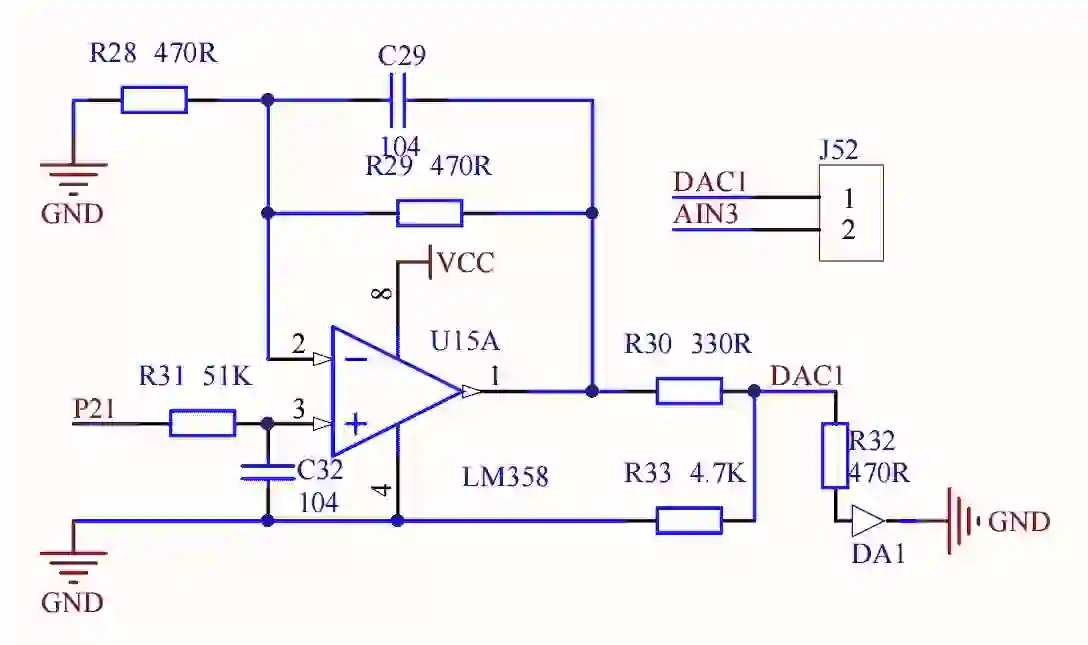 R28 470R
C29
104
R29 470R
GND
J52
DAC1
1
AIN3
2
VCC
8
2
U15A
R30 330R
1
R31 51K
DAC1
P21
3
R32
470R
C32
104
4
LM358
R33 4.7K
GND
DA1
GND